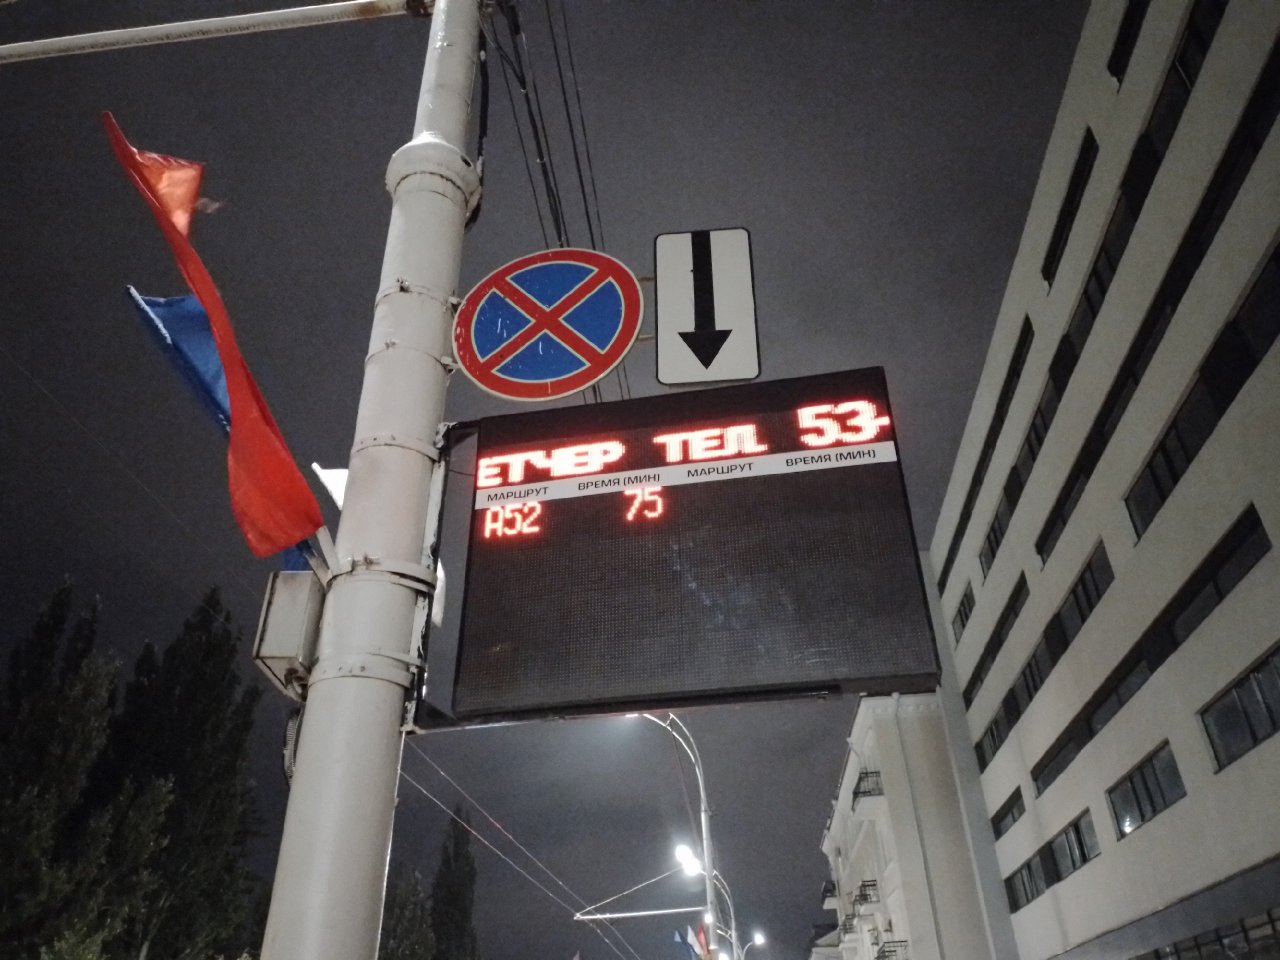 ЕТЧЕР ТЕЛ. 53-
МАРШРУТ ВРЕМЯ (МИН) МАРШРУТ ВРЕМЯ (МИН)
А52 75